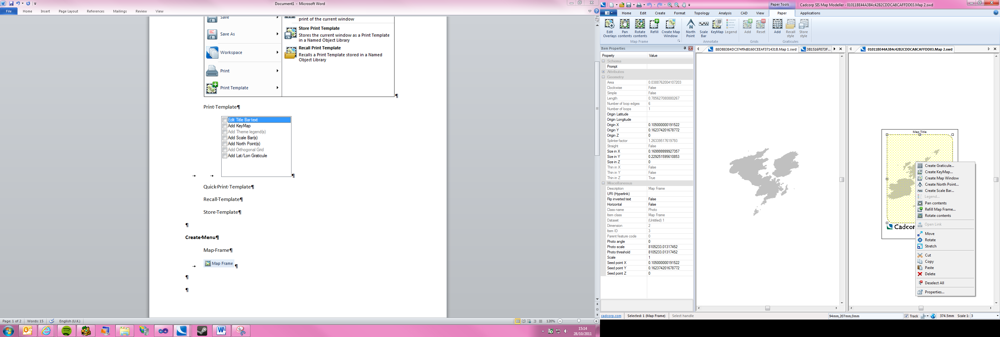 Document1 - Microsoft Word
File Home Insert Page Layout References Mailings Review View
Save
print of the current window
Store Print Template
Save As
Stores the current window as a Print Template
in a Named Object Library
Recall Print Template
Workspace
Recalls a Print Template stored in a Named
Object Library
Print
Print Template
¶
Print·Template¶
Edit Title Bar text
Add KeyMap
Add Theme legend(s)
Add Scale Bar(s)
Add North Point(s)
Add Orthogonal Grid
Add Lat/Lon Graticule
¶
Quick·Print·Template¶
Recall·Template¶
Store·Template¶
¶
Create·Menu¶
Map·Frame¶
Map Frame ¶
¶
¶
Page: 1 of 2 Words: 15 English (U.K.) 120%
15:14
28/10/2011
Paper Tools Cadcorp SIS Map Modeller - 01011BE44A3B4c42B2CDDCA8CAFFDD03.Map 2.swd
Home Edit Create Format Topology Analysis CAD View Paper Applications
Edit Overlays
Pan contents
Rotate contents
Refill
Create Map Window
North Point
Scale Bar
KeyMap
Legend
Add
Reset
Add
Recall style
Store style
Map Frame Annotate Grids Graticules
Item Properties
88DB8384DC374f9d8160CEEAF371431B.Map 1.swd
3B1516F073F...
01011BE44A3B4c42B2CDDCA8CAFFDD03.Map 2.swd
Property Value
Schema
Prompt
Attributes
Geometry
Area 0.0388762004107203
Clockwise False
Simple False
Length 0.785627080880267
Number of loop edges 6
Number of loops 1
Origin Latitude
Origin Longitude
Origin X 0.105000000191522
Origin Y 0.162374201678772
Origin Z 0
Splinter factor 1.26339517619793
Straight False
Size in X 0.169999999927357
Size in Y 0.229251595610853
Size in Z 0
Thin in X False
Thin in Y False
Thin in Z True
Miscellaneous
Description Map Frame
URI (Hyperlink)
Flip inverted text False
Horizontal False
Class name Photo
Item class Map Frame
Dataset (Untitled) 1
Dimension 2
Item ID 3
Parent feature code 0
Photo angle 0
Photo scale 8105233.01317452
Photo threshold 8105233.01317452
Scale 1
Seed point X 0.105000000191522
Seed point Y 0.162374201678772
Seed point Z 0
Map Title
Cadcor
Create Graticule...
Create KeyMap...
Create Map Window
Create North Point...
Create Scale Bar...
Legend...
Pan contents
Refill Map Frame...
Rotate contents
Open Link
Move
Rotate
Stretch
Cut
Copy
Paste
Delete
Deselect All
Properties...
cadcorp.com Selected: 1 (Map Frame) Select handle 94mm,207mm,0mm Track 374.5mm Scale 1: 3